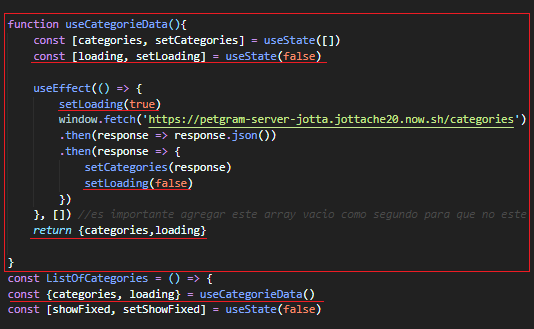 function useCategorieData(){
const [categories, setCategories] = useState([])
const [loading, setLoading] = useState(false)
useEffect(() => {
setLoading(true)
window.fetch('https://petgram-server-jotta.jottache20.now.sh/categories')
.then(response => response.json())
.then(response => {
setCategories(response)
setLoading(false)
})
}, []) //es importante agregar este array vacio como segundo para que no este
return {categories,loading}
}
const ListOfCategories = () => {
const {categories, loading} = useCategorieData()
const [showFixed, setShowFixed] = useState(false)